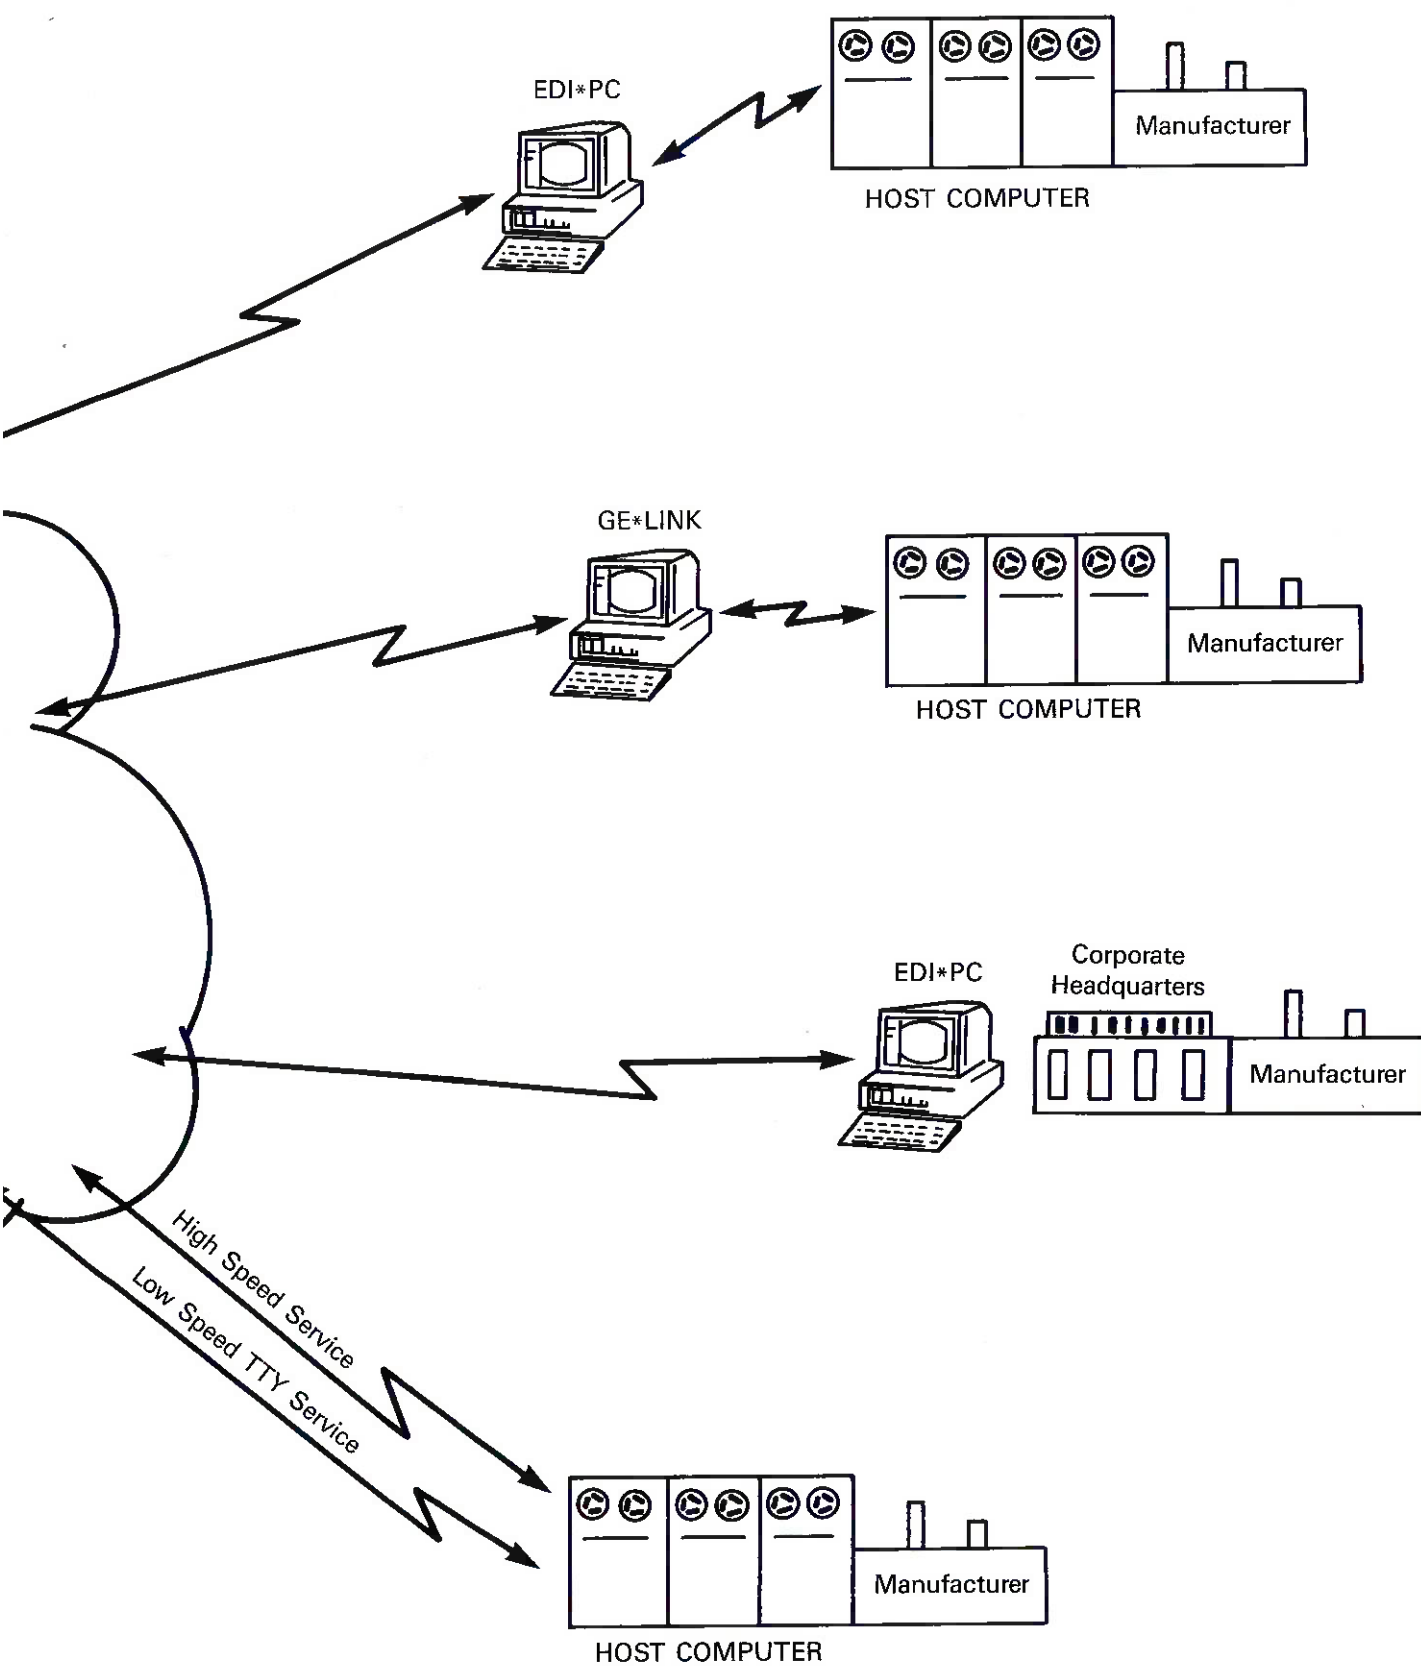 EDI*PC
Manufacturer
HOST COMPUTER
GE*LINK
Manufacturer
HOST COMPUTER
Corporate
Headquarters
EDI*PC
Manufacturer
High Speed Service
Low Speed TTY Service
Manufacturer
HOST COMPUTER